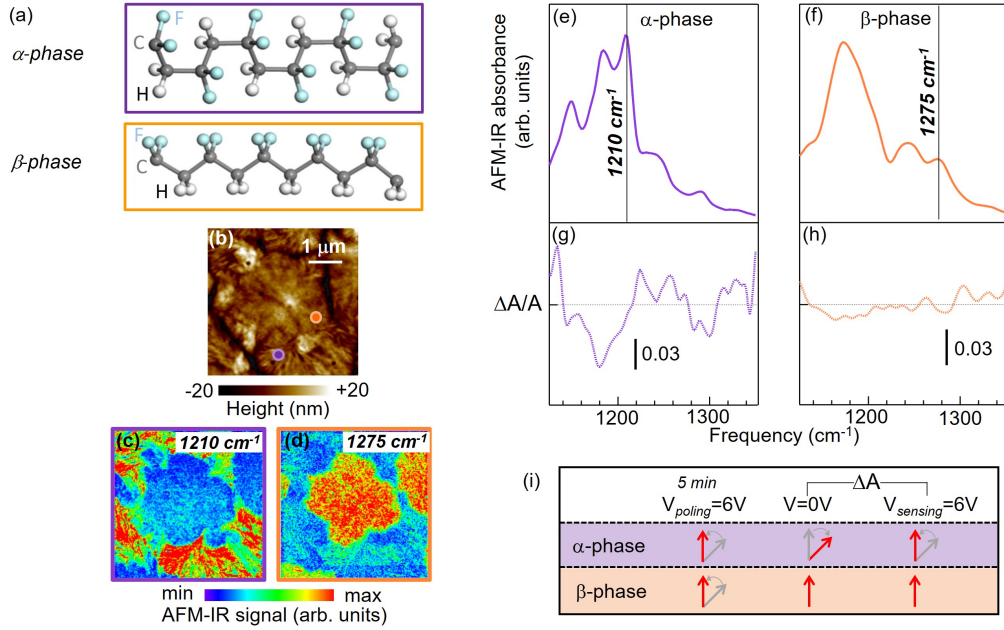 (a)
F
α-phase
C
H
F
β-phase
C
H
(b)
1 μm
-20 +20
Height (nm)
(c) 1210 cm-1
(d) 1275 cm-1
min max
AFM-IR signal (arb. units)
(e) α-phase
1210 cm-1
AFM-IR absorbance
(arb. units)
(f) β-phase
1275 cm-1
(g)
ΔA/A
0.03
(h)
0.03
1200 1300 1200 1300
Frequency (cm-1)
(i)
5 min ΔA
Vpoling=6V V=0V Vsensing=6V
α-phase
β-phase